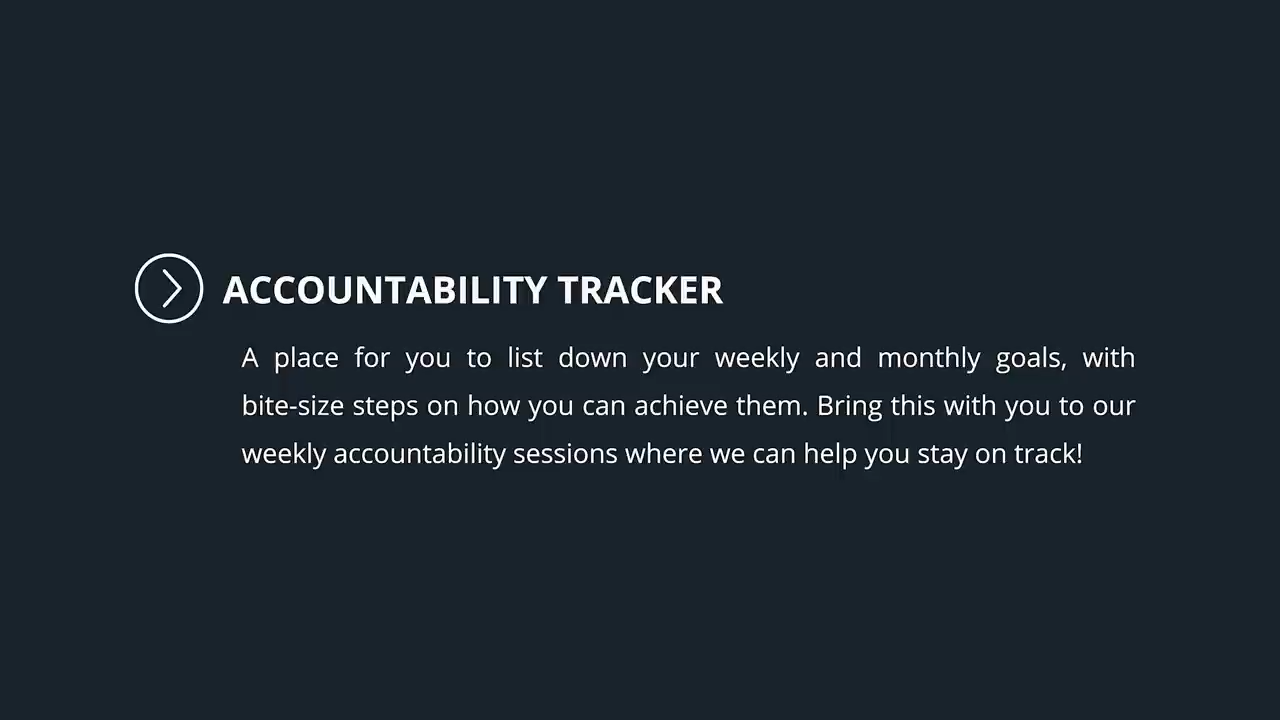 ACCOUNTABILITY TRACKER
A place for you to list down your weekly and monthly goals, with
bite-size steps on how you can achieve them. Bring this with you to our
weekly accountability sessions where we can help you stay on track!